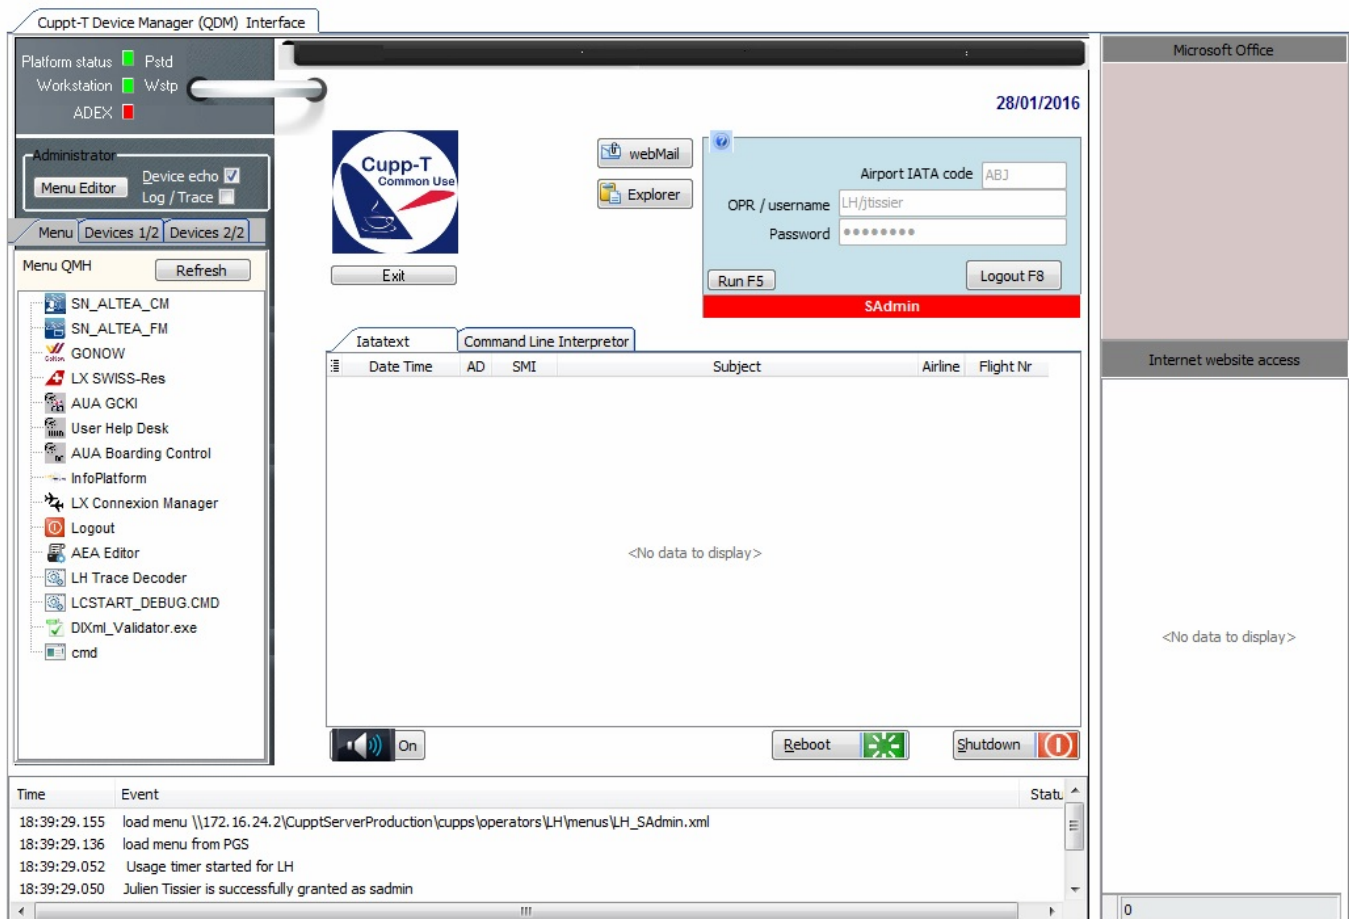 Cuppt-T Device Manager (QDM) Interface
Platform status Pstd
Workstation Wstp
ADEX
Administrator
Menu Editor
Device echo
Log / Trace
Menu Devices 1/2 Devices 2/2
Menu QMH Refresh
SN_ALTEA_CM
SN_ALTEA_FM
GONOW
LX SWISS-Res
AUA GCKI
User Help Desk
AUA Boarding Control
InfoPlatform
LX Connexion Manager
Logout
AEA Editor
LH Trace Decoder
LCSTART_DEBUG.CMD
DIXml_Validator.exe
cmd
28/01/2016
Cupp-T
Common Use
Exit
webMail
Explorer
Airport IATA code ABJ
OPR / username LH/jtissier
Password ••••••••
Run F5 Logout F8
SAdmin
Iatatext Command Line Interpretor
Date Time AD SMI Subject Airline Flight Nr
<No data to display>
On Reboot Shutdown
Time Event Statu
18:39:29.155 load menu \\172.16.24.2\CupptServerProduction\cupps\operators\LH\menus\LH_SAdmin.xml
18:39:29.136 load menu from PGS
18:39:29.052 Usage timer started for LH
18:39:29.050 Julien Tissier is successfully granted as sadmin
Microsoft Office
Internet website access
<No data to display>
0